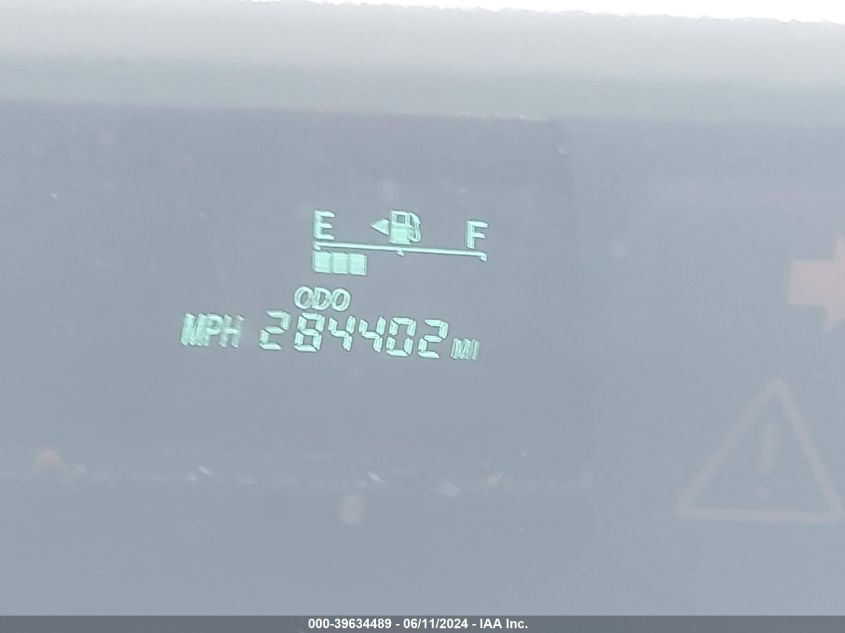 E F
ODO
MPH 284402 MI
000-39634489 - 06/11/2024 - IAA Inc.